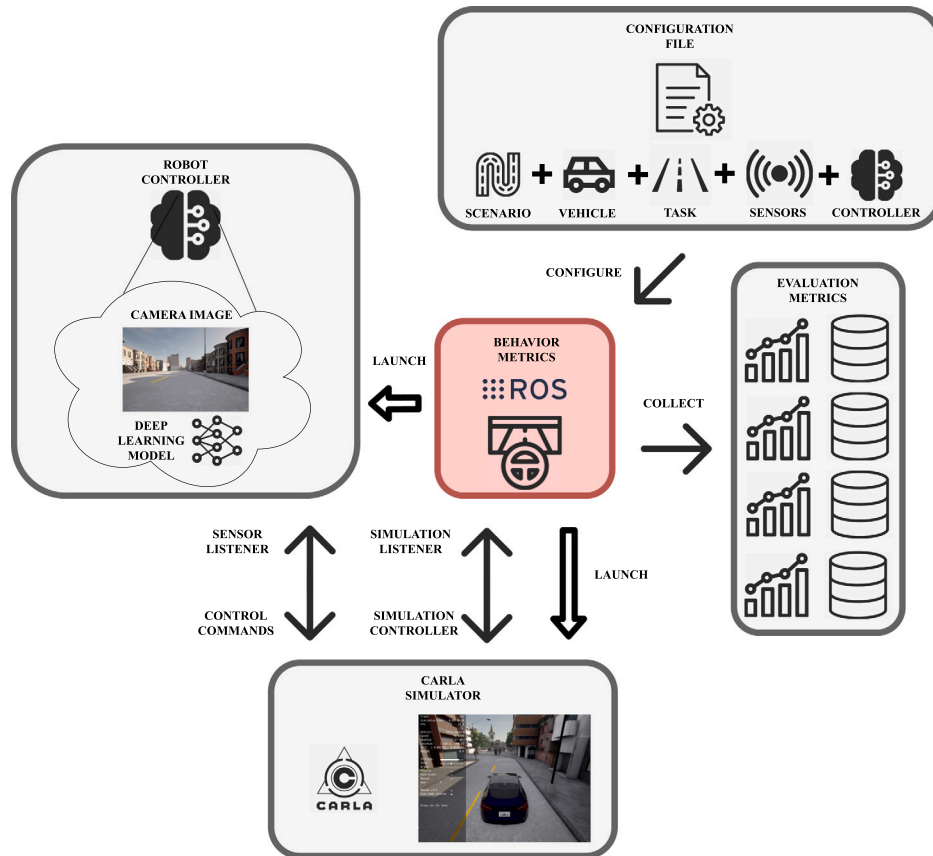 CONFIGURATION
FILE
SCENARIO
VEHICLE
TASK
SENSORS
CONTROLLER
ROBOT
CONTROLLER
CAMERA IMAGE
DEEP
LEARNING
MODEL
CONFIGURE
LAUNCH
BEHAVIOR
METRICS
ROS
COLLECT
EVALUATION
METRICS
SENSOR
LISTENER
CONTROL
COMMANDS
SIMULATION
LISTENER
SIMULATION
CONTROLLER
LAUNCH
CARLA
SIMULATOR
CARLA